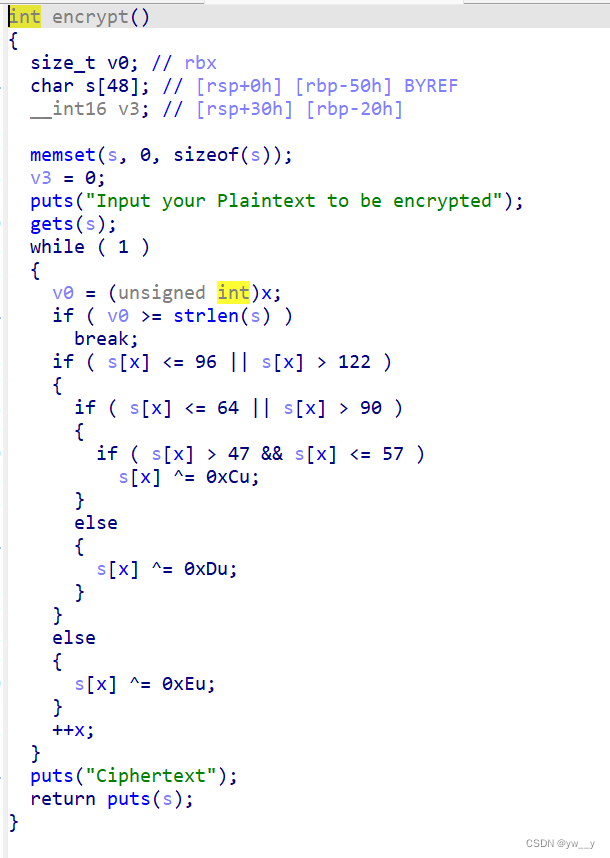 int encrypt()
{
  size_t v0; // rbx
  char s[48]; // [rsp+0h] [rbp-50h] BYREF
  __int16 v3; // [rsp+30h] [rbp-20h]

  memset(s, 0, sizeof(s));
  v3 = 0;
  puts("Input your Plaintext to be encrypted");
  gets(s);
  while ( 1 )
  {
    v0 = (unsigned int)x;
    if ( v0 >= strlen(s) )
      break;
    if ( s[x] <= 96 || s[x] > 122 )
    {
      if ( s[x] <= 64 || s[x] > 90 )
      {
        if ( s[x] > 47 && s[x] <= 57 )
          s[x] ^= 0xCu;
      }
      else
      {
        s[x] ^= 0xDu;
      }
    }
    else
    {
      s[x] ^= 0xEu;
    }
    ++x;
  }
  puts("Ciphertext");
  return puts(s);
}
CSDN @yw__y